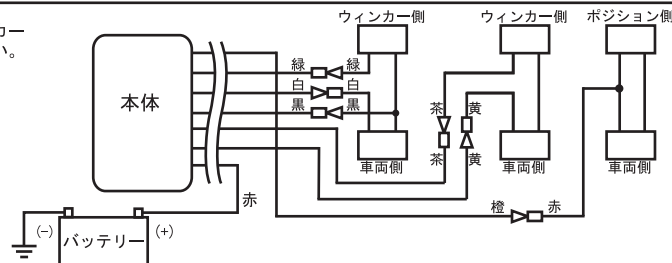 カー
い。
ウィンカー側
ウィンカー側
ポジション側
本体
緑
緑
白
白
黒
黒
茶
黄
茶
黄
車両側
車両側
車両側
赤
橙
赤
(−)
バッテリー
(+)